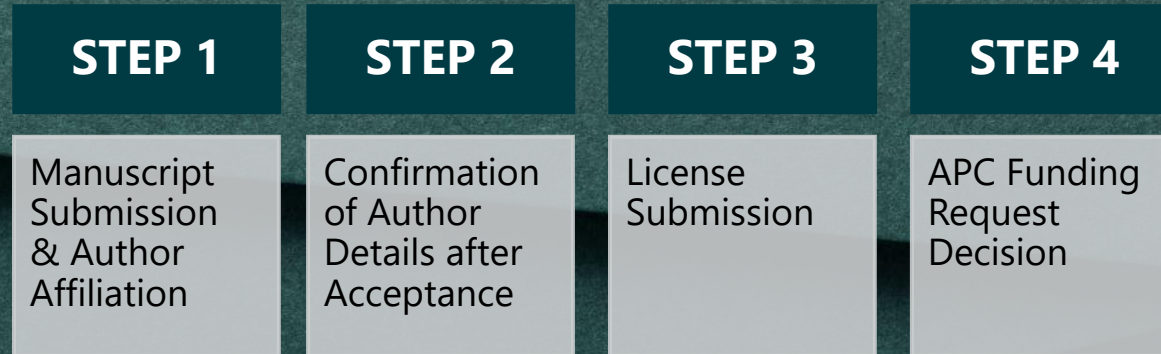 STEP 1
Manuscript
Submission
& Author
Affiliation
STEP 2
Confirmation
of Author
Details after
Acceptance
STEP 3
License
Submission
STEP 4
APC Funding
Request
Decision